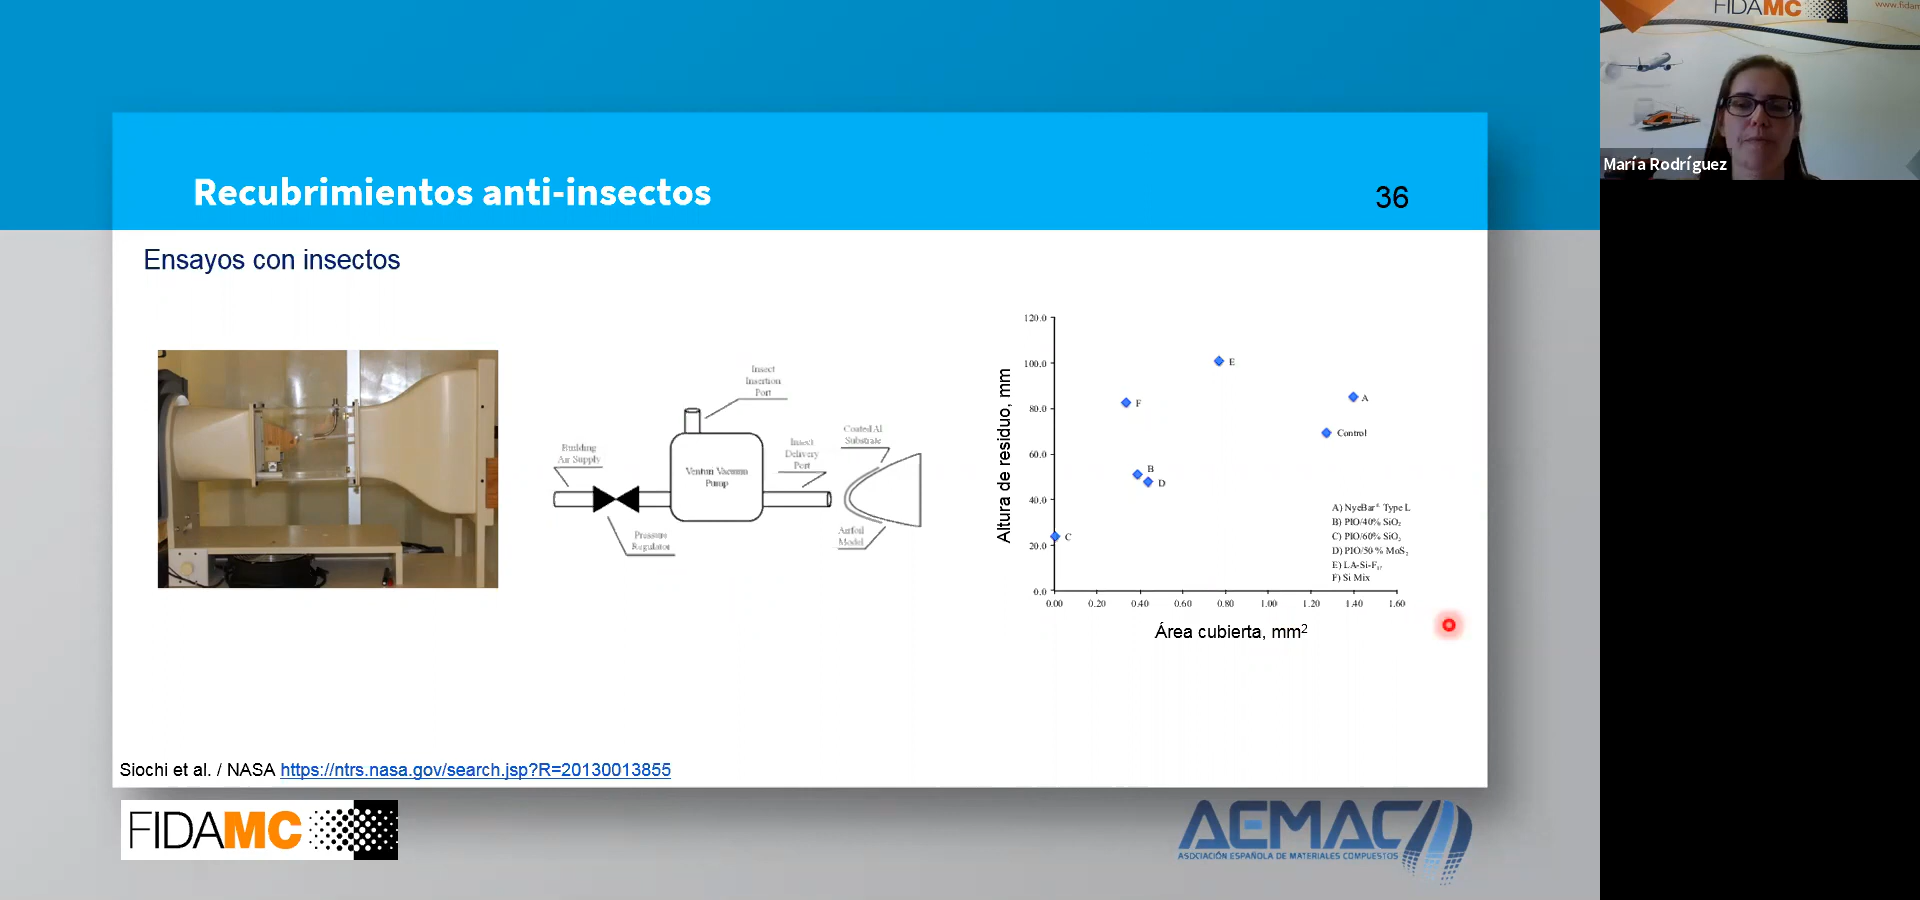 FIDAMC
María Rodríguez
Recubrimientos anti-insectos
36
Ensayos con insectos
Insect
Insertion
Port
Building
Air Supply
Venturi Vacuum
Pump
Insect
Delivery
Port
Coated Al
Substrate
Pressure
Regulator
Airfoil
Model
Altura de residuo, mm
120.0
100.0
80.0
60.0
40.0
20.0
0.0
0.00 0.20 0.40 0.60 0.80 1.00 1.20 1.40 1.60
E
F
A
Control
B
D
C
A) NyeBar® Type L
B) PIO/40% SiO₂
C) PIO/60% SiO₂
D) PIO/50 % MoS₂
E) LA-Si-F₁₇
F) Si Mix
Área cubierta, mm²
Siochi et al. / NASA https://ntrs.nasa.gov/search.jsp?R=20130013855
FIDAMC
AEMAC
ASOCIACIÓN ESPAÑOLA DE MATERIALES COMPUESTOS